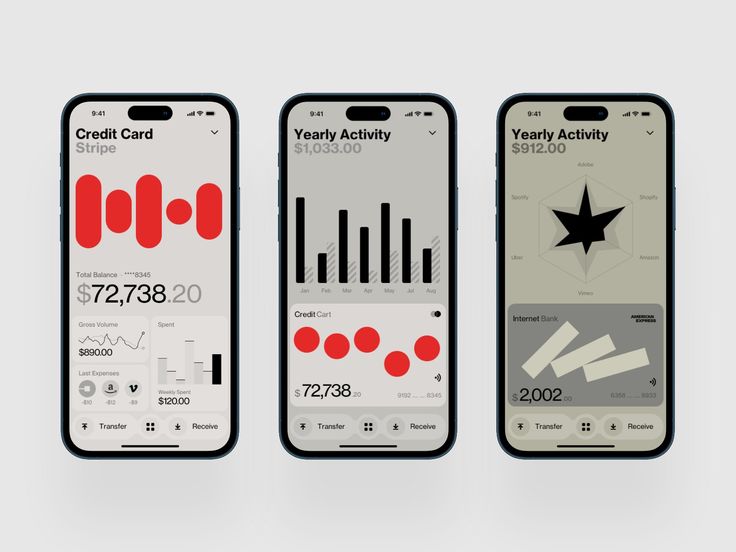 9:41
Credit Card
Stripe
Total Balance · ****8345
$72,738.20
Gross Volume
$890.00
Spent
Last Expenses
-$10 -$12 -$9
Weekly Spent
$120.00
Transfer
Receive
9:41
Yearly Activity
$1,033.00
Jan Feb Mar Apr May Jul Aug
Credit Cart
$72,738.20
9192 ... ... 8345
Transfer
Receive
9:41
Yearly Activity
$912.00
Adobe
Spotify
Shopify
Uber
Amazon
Vimeo
Internet Bank
AMERICAN
EXPRESS
$2,002.00
6358 ... ... 8933
Transfer
Receive